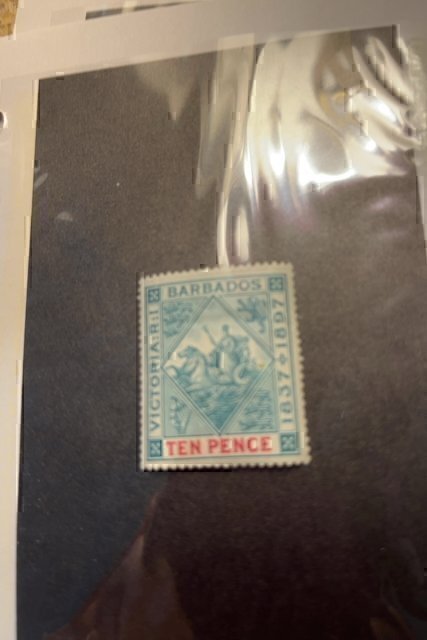 BARBADOS
VICTORIA R:I
1837 + 1897
TEN PENCE